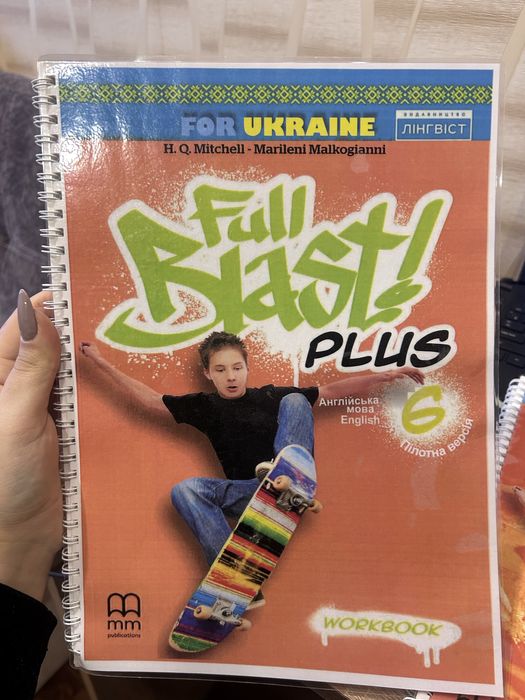 FOR UKRAINE
ВИДАВНИЦТВО
ЛІНГВІСТ
H. Q. Mitchell - Marileni Malkogianni
Full
Blast!
PLUS
Англійська
мова
English
6
Пілотна версія
mm
publications
WORKBOOK